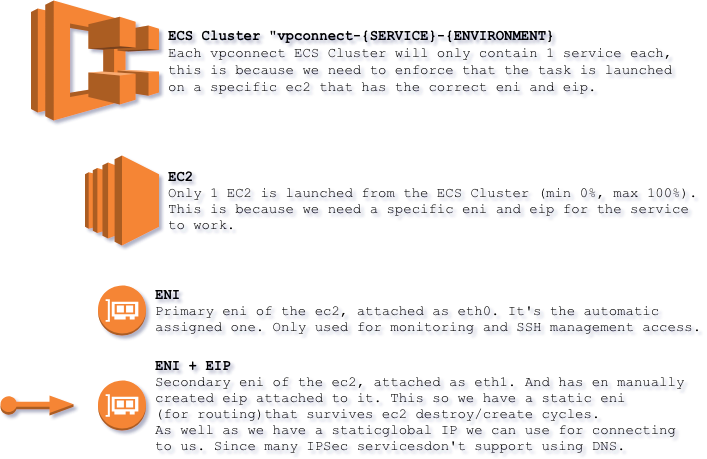 ECS Cluster "vpconnect-{SERVICE}-{ENVIRONMENT}
Each vpconnect ECS Cluster will only contain 1 service each,
this is because we need to enforce that the task is launched
on a specific ec2 that has the correct eni and eip.
EC2
Only 1 EC2 is launched from the ECS Cluster (min 0%, max 100%).
This is because we need a specific eni and eip for the service
to work.
ENI
Primary eni of the ec2, attached as eth0. It's the automatic
assigned one. Only used for monitoring and SSH management access.
ENI + EIP
Secondary eni of the ec2, attached as eth1. And has en manually
created eip attached to it. This so we have a static eni
(for routing)that survives ec2 destroy/create cycles.
As well as we have a staticglobal IP we can use for connecting
to us. Since many IPSec servicesdon't support using DNS.